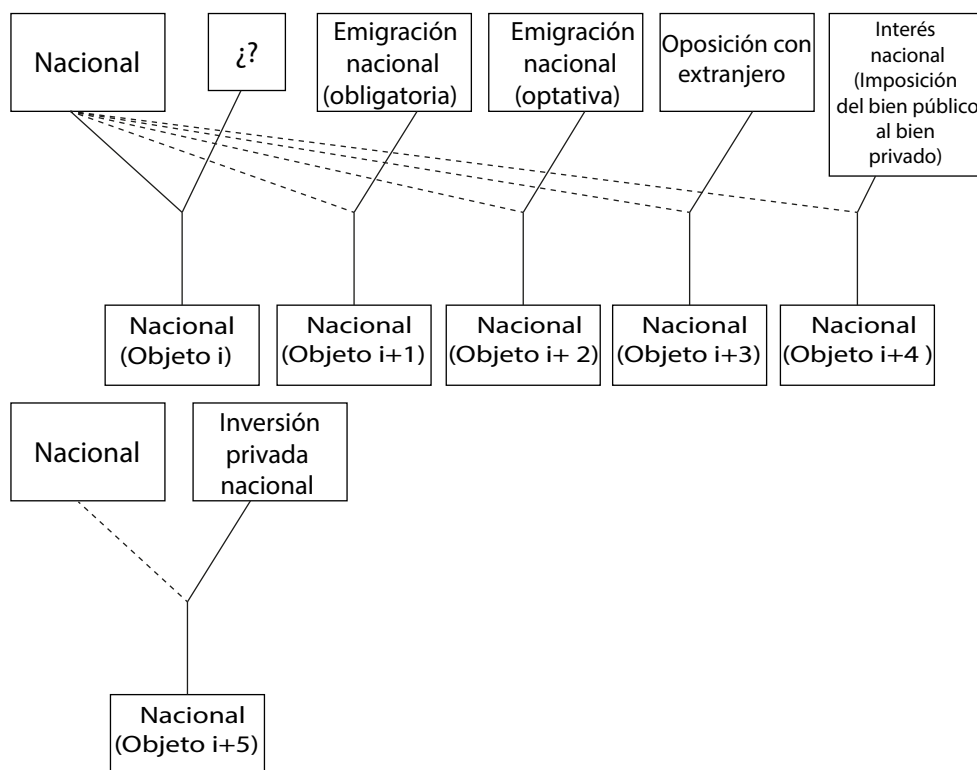 Nacional
¿?
Emigración
nacional
(obligatoria)
Emigración
nacional
(optativa)
Oposición con
extranjero
Interés
nacional
(Imposición
del bien público
al bien
privado)
Nacional
(Objeto i)
Nacional
(Objeto i+1)
Nacional
(Objeto i+ 2)
Nacional
(Objeto i+3)
Nacional
(Objeto i+4 )
Nacional
Inversión
privada
nacional
Nacional
(Objeto i+5)